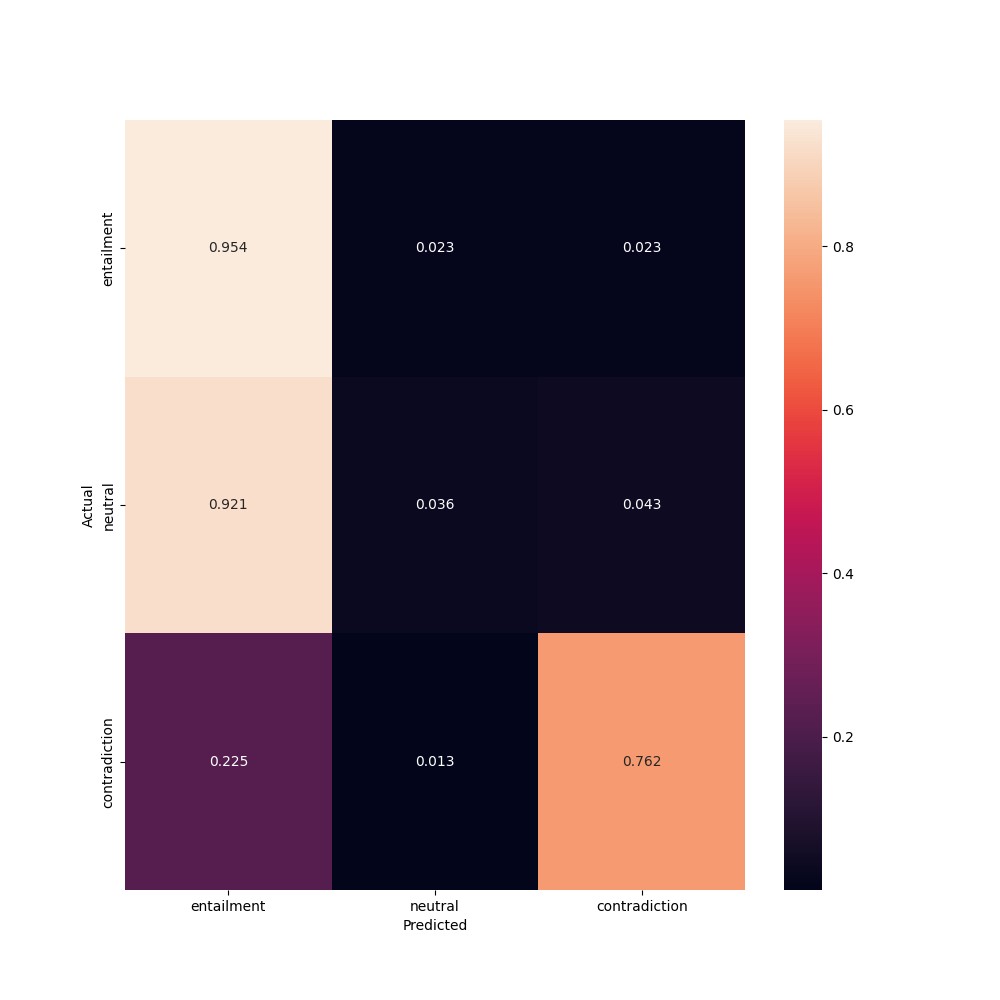 entailment
0.954 0.023 0.023
0.8
0.6
Actual
neutral
0.921 0.036 0.043
0.4
contradiction
0.225 0.013 0.762
0.2
entailment neutral contradiction
Predicted